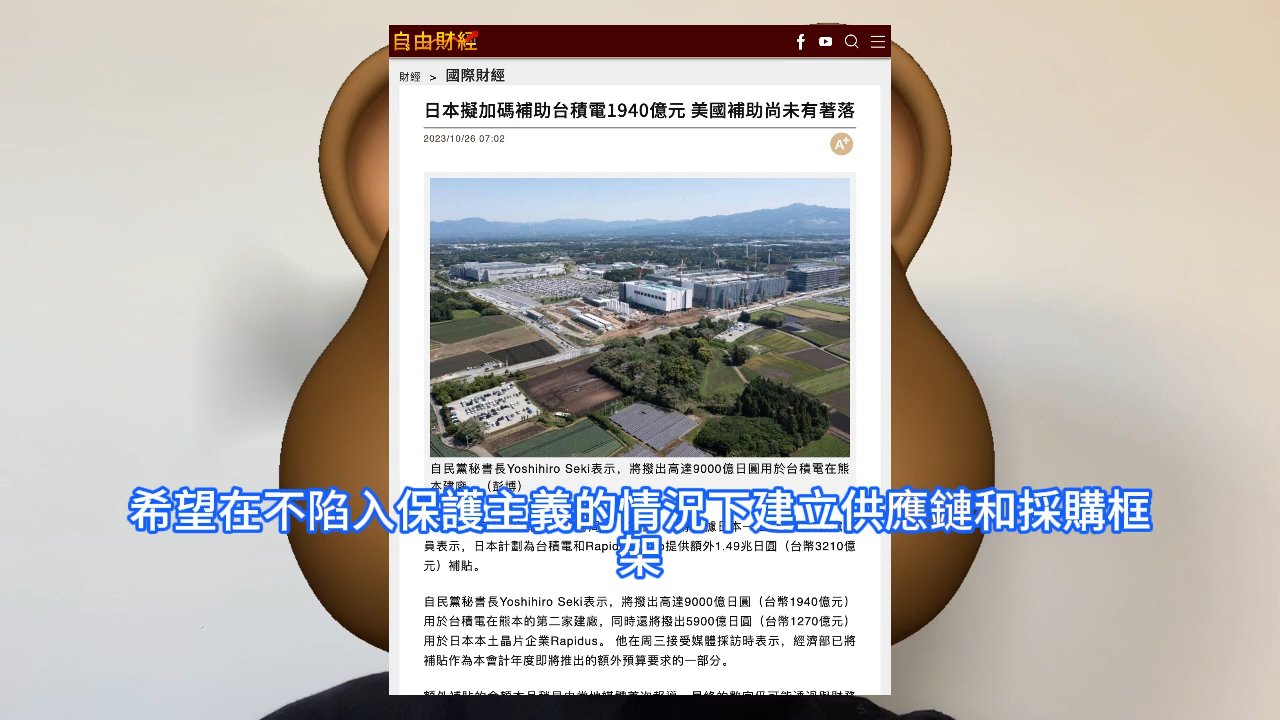 自由財經
財經 > 國際財經
日本擬加碼補助台積電1940億元 美國補助尚未有著落
2023/10/26 07:02
A+
自民黨秘書長Yoshihiro Seki表示，將撥出高達9000億日圓用於台積電在熊
本建廠。（彭博）
希望在不陷入保護主義的情況下建立供應鏈和採購框
架
員表示，日本計劃為台積電和Rapidus提供額外1.49兆日圓（台幣3210億
元）補貼。
自民黨秘書長Yoshihiro Seki表示，將撥出高達9000億日圓（台幣1940億元）
用於台積電在熊本的第二家建廠，同時還將撥出5900億日圓（台幣1270億元）
用於日本本土晶片企業Rapidus。 他在周三接受媒體採訪時表示，經濟部已將
補貼作為本會計年度即將推出的額外預算要求的一部分。